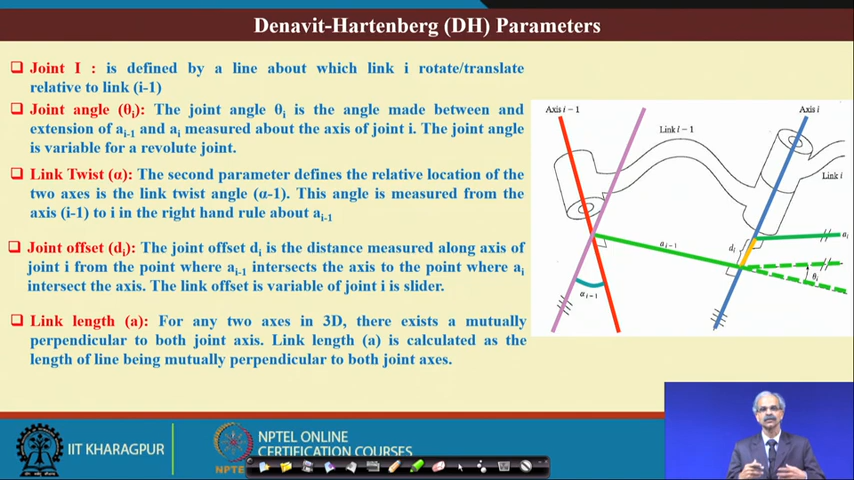 Denavit-Hartenberg (DH) Parameters
Joint I : is defined by a line about which link i rotate/translate
relative to link (i-1)
Joint angle (θi): The joint angle θi is the angle made between and
extension of ai-1 and ai measured about the axis of joint i. The joint angle
is variable for a revolute joint.
Link Twist (α): The second parameter defines the relative location of the
two axes is the link twist angle (α-1). This angle is measured from the
axis (i-1) to i in the right hand rule about ai-1
Joint offset (di): The joint offset di is the distance measured along axis of
joint i from the point where ai-1 intersects the axis to the point where ai
intersect the axis. The link offset is variable of joint i is slider.
Link length (a): For any two axes in 3D, there exists a mutually
perpendicular to both joint axis. Link length (a) is calculated as the
length of line being mutually perpendicular to both joint axes.
Axis i − 1
Link i − 1
Axis i
Link i
ai−1
di
ai
θi
αi−1
IIT KHARAGPUR
NPTEL
NPTEL ONLINE
CERTIFICATION COURSES